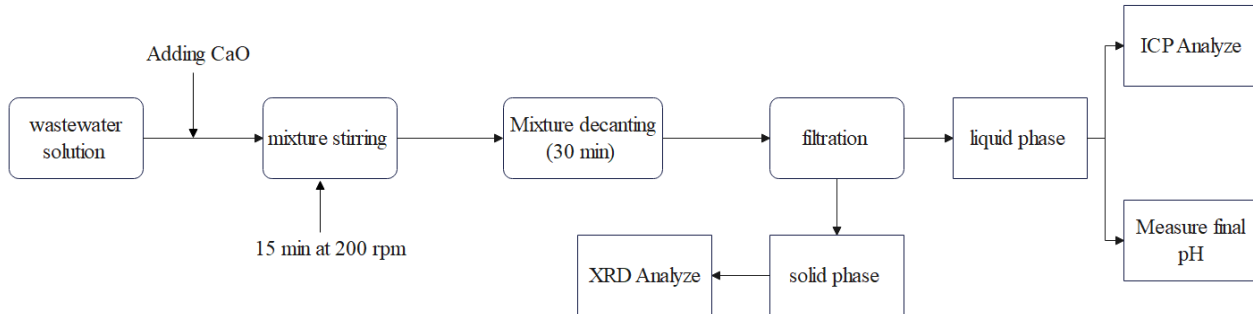 Adding CaO
ICP Analyze
wastewater
solution
mixture stirring
Mixture decanting
(30 min)
filtration
liquid phase
15 min at 200 rpm
XRD Analyze
solid phase
Measure final
pH